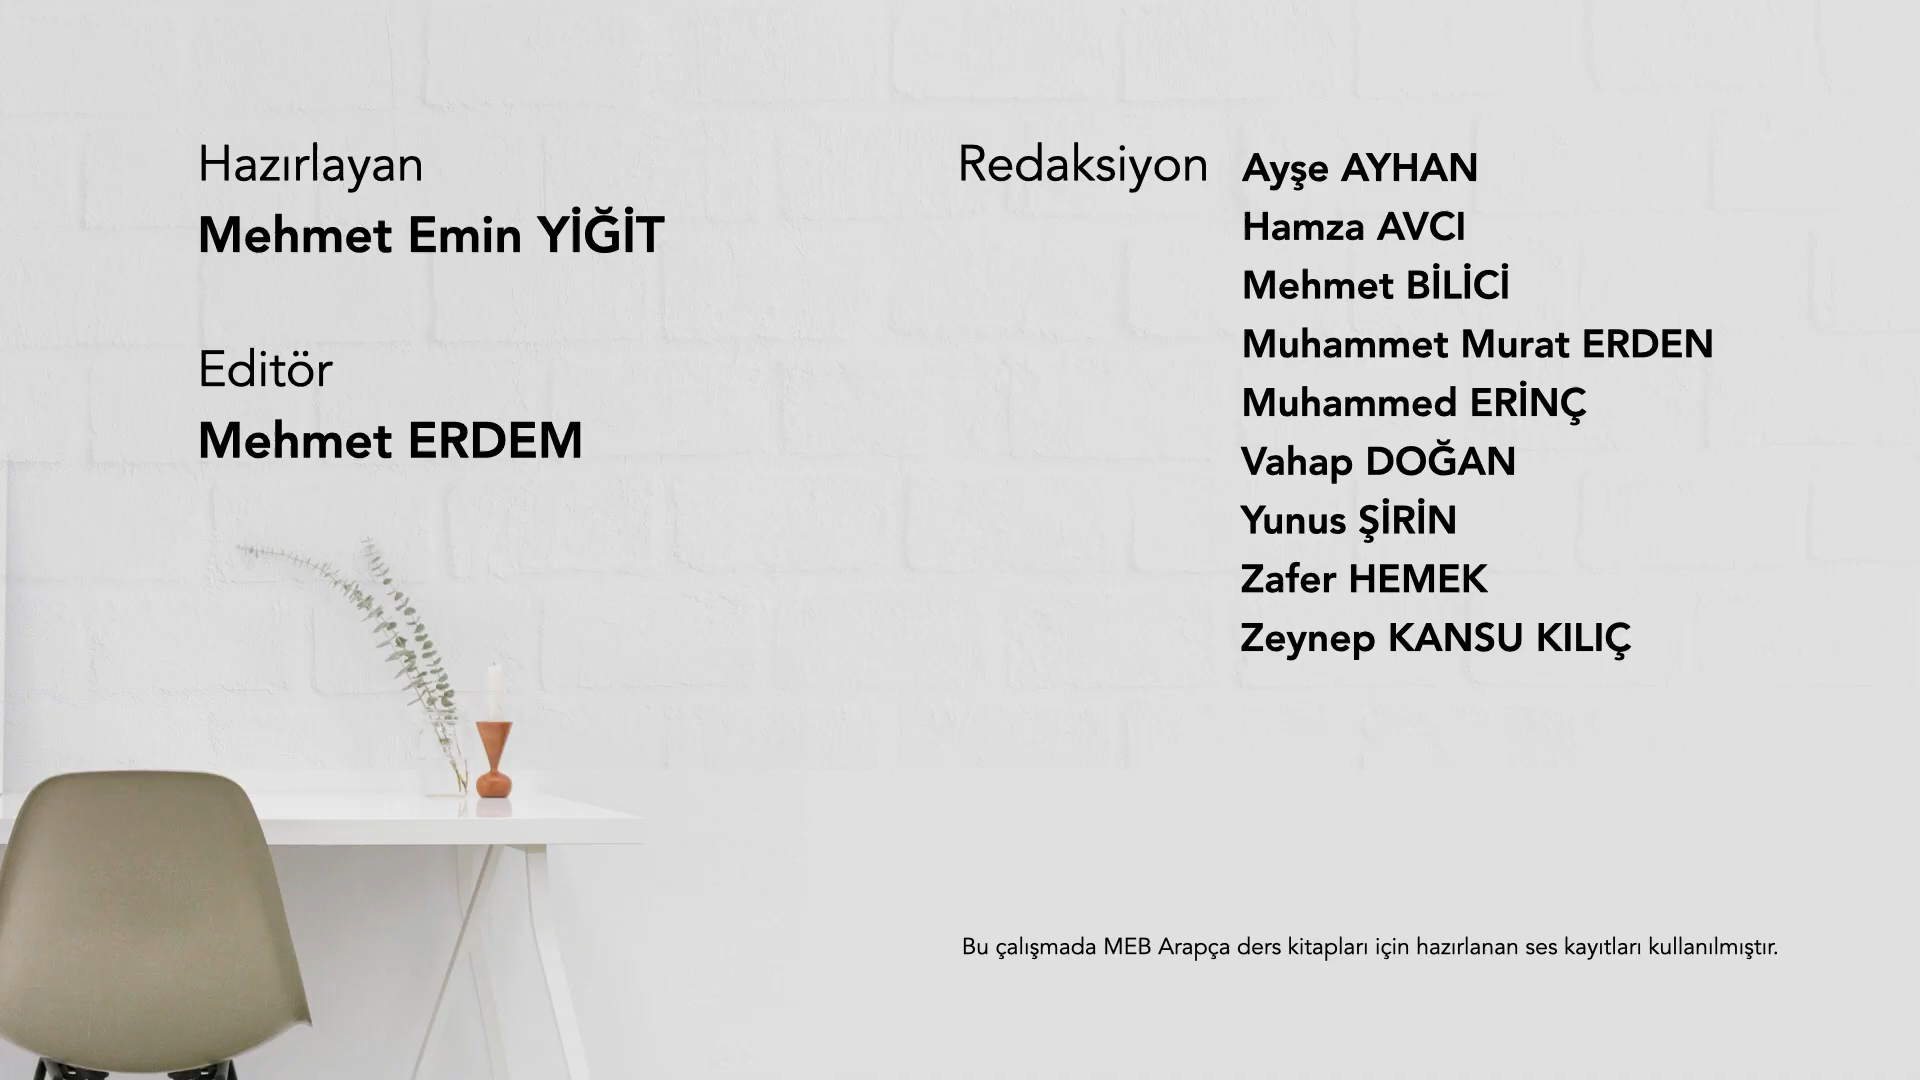 Hazırlayan
Mehmet Emin YİĞİT
Editör
Mehmet ERDEM
Redaksiyon Ayşe AYHAN
Hamza AVCI
Mehmet BİLİCİ
Muhammet Murat ERDEN
Muhammed ERİNÇ
Vahap DOĞAN
Yunus ŞİRİN
Zafer HEMEK
Zeynep KANSU KILIÇ
Bu çalışmada MEB Arapça ders kitapları için hazırlanan ses kayıtları kullanılmıştır.